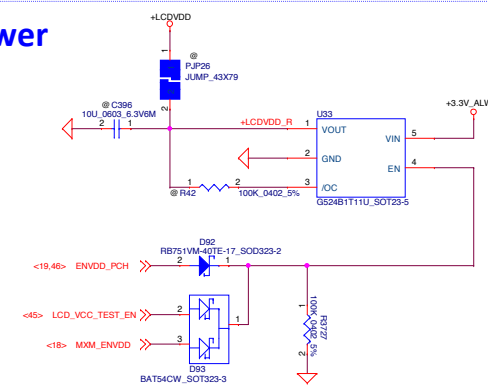 wer
+LCDVDD
1
@
PJP26
JUMP_43X79
2
@ C396
10U_0603_6.3V6M
2 1
+LCDVDD_R
1
U33
VOUT
VIN
5
+3.3V_ALW
2
GND
EN
4
3
/OC
G524B1T11U_SOT23-5
@ R42
1 2
100K_0402_5%
D92
RB751VM-40TE-17_SOD323-2
<19,46> ENVDD_PCH
2 1
<45> LCD_VCC_TEST_EN
2
1
<18> MXM_ENVDD
3
D93
BAT54CW_SOT323-3
1
R3727
100K_0402_5%
2